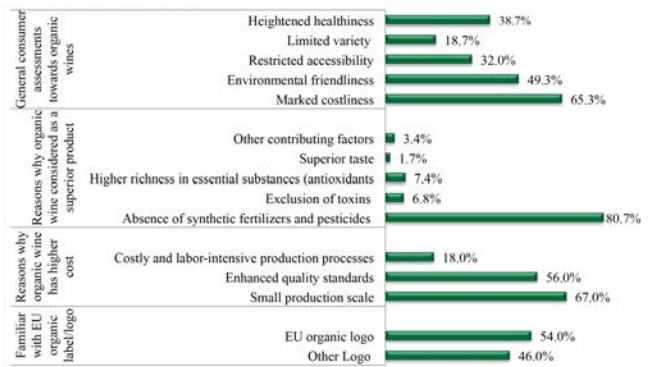 General consumer
assessments
towards organic
wines
Heightened healthiness 38.7%
Limited variety 18.7%
Restricted accessibility 32.0%
Environmental friendliness 49.3%
Marked costliness 65.3%
Reasons why organic
wine considered as a
superior product
Other contributing factors 3.4%
Superior taste 1.7%
Higher richness in essential substances (antioxidants 7.4%
Exclusion of toxins 6.8%
Absence of synthetic fertilizers and pesticides 80.7%
Reasons why
organic wine
has higher
cost
Costly and labor-intensive production processes 18.0%
Enhanced quality standards 56.0%
Small production scale 67.0%
Familiar
with EU
organic
label/logo
EU organic logo 54.0%
Other Logo 46.0%